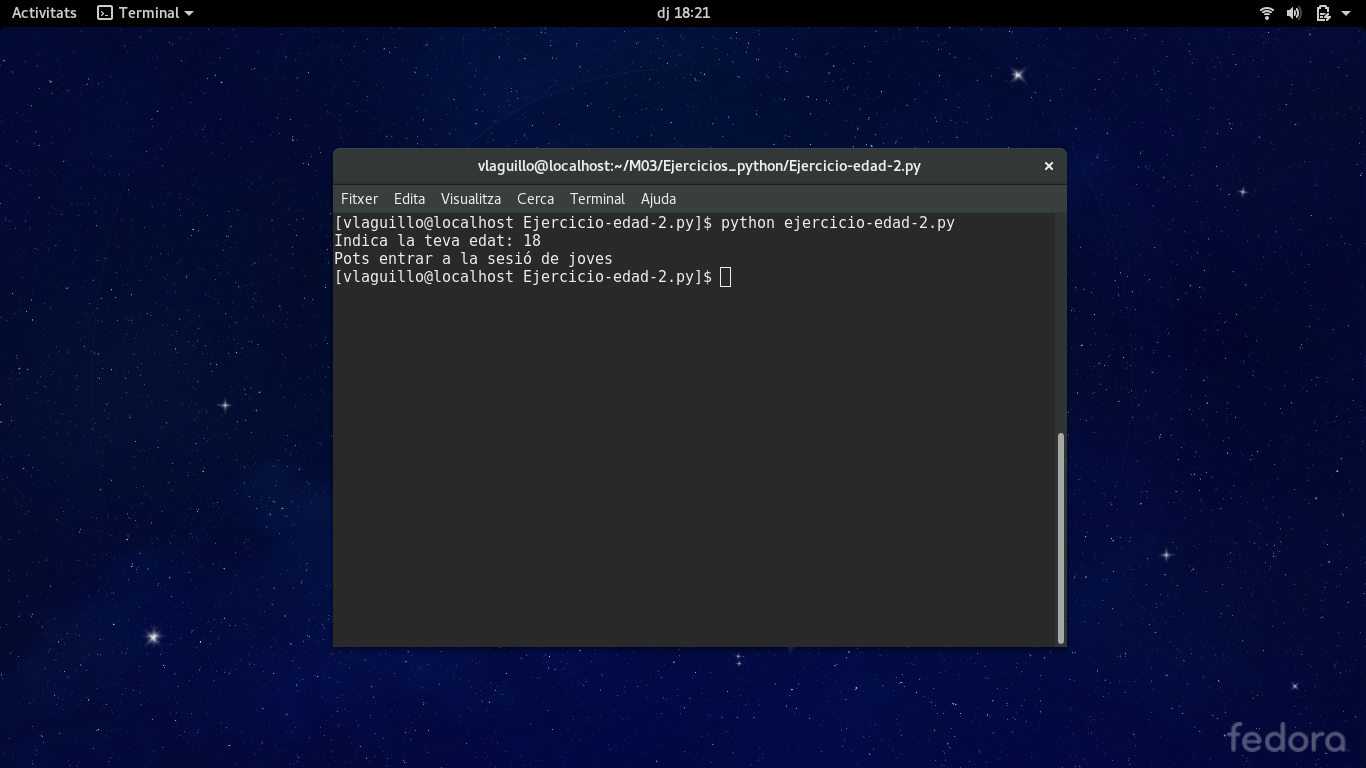 Activitats Terminal dj 18:21
vlaguillo@localhost:~/M03/Ejercicios_python/Ejercicio-edad-2.py
Fitxer Edita Visualitza Cerca Terminal Ajuda
[vlaguillo@localhost Ejercicio-edad-2.py]$ python ejercicio-edad-2.py
Indica la teva edat: 18
Pots entrar a la sesió de joves
[vlaguillo@localhost Ejercicio-edad-2.py]$
fedora